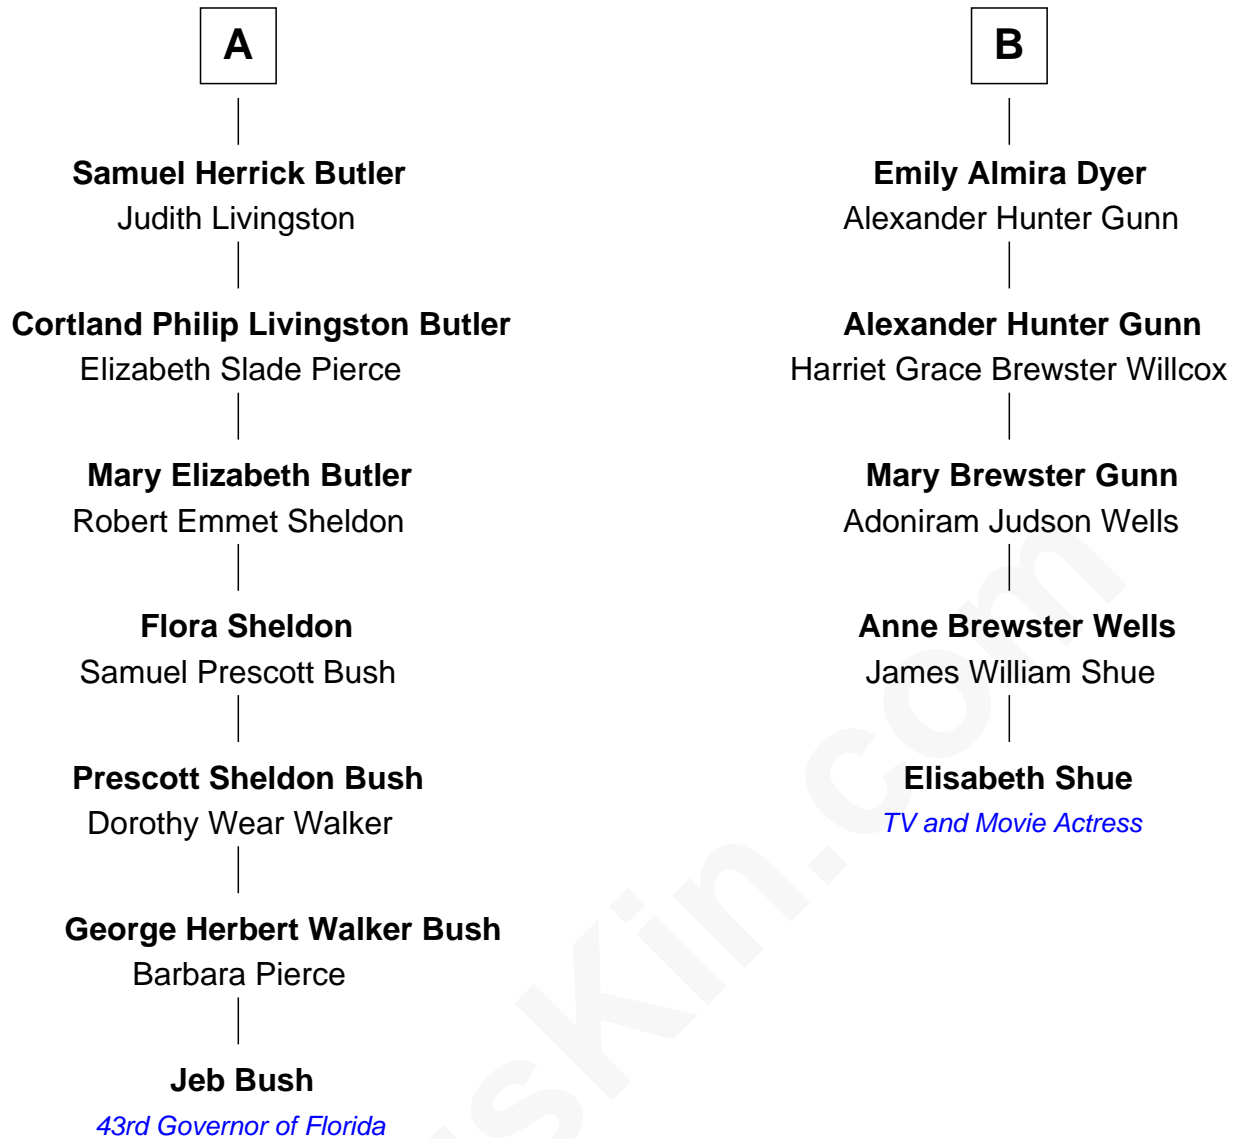 A
Samuel Herrick Butler
Judith Livingston
Cortland Philip Livingston Butler
Elizabeth Slade Pierce
Mary Elizabeth Butler
Robert Emmet Sheldon
Flora Sheldon
Samuel Prescott Bush
Prescott Sheldon Bush
Dorothy Wear Walker
George Herbert Walker Bush
Barbara Pierce
Jeb Bush
43rd Governor of Florida
B
Emily Almira Dyer
Alexander Hunter Gunn
Alexander Hunter Gunn
Harriet Grace Brewster Willcox
Mary Brewster Gunn
Adoniram Judson Wells
Anne Brewster Wells
James William Shue
Elisabeth Shue
TV and Movie Actress
sKin.com